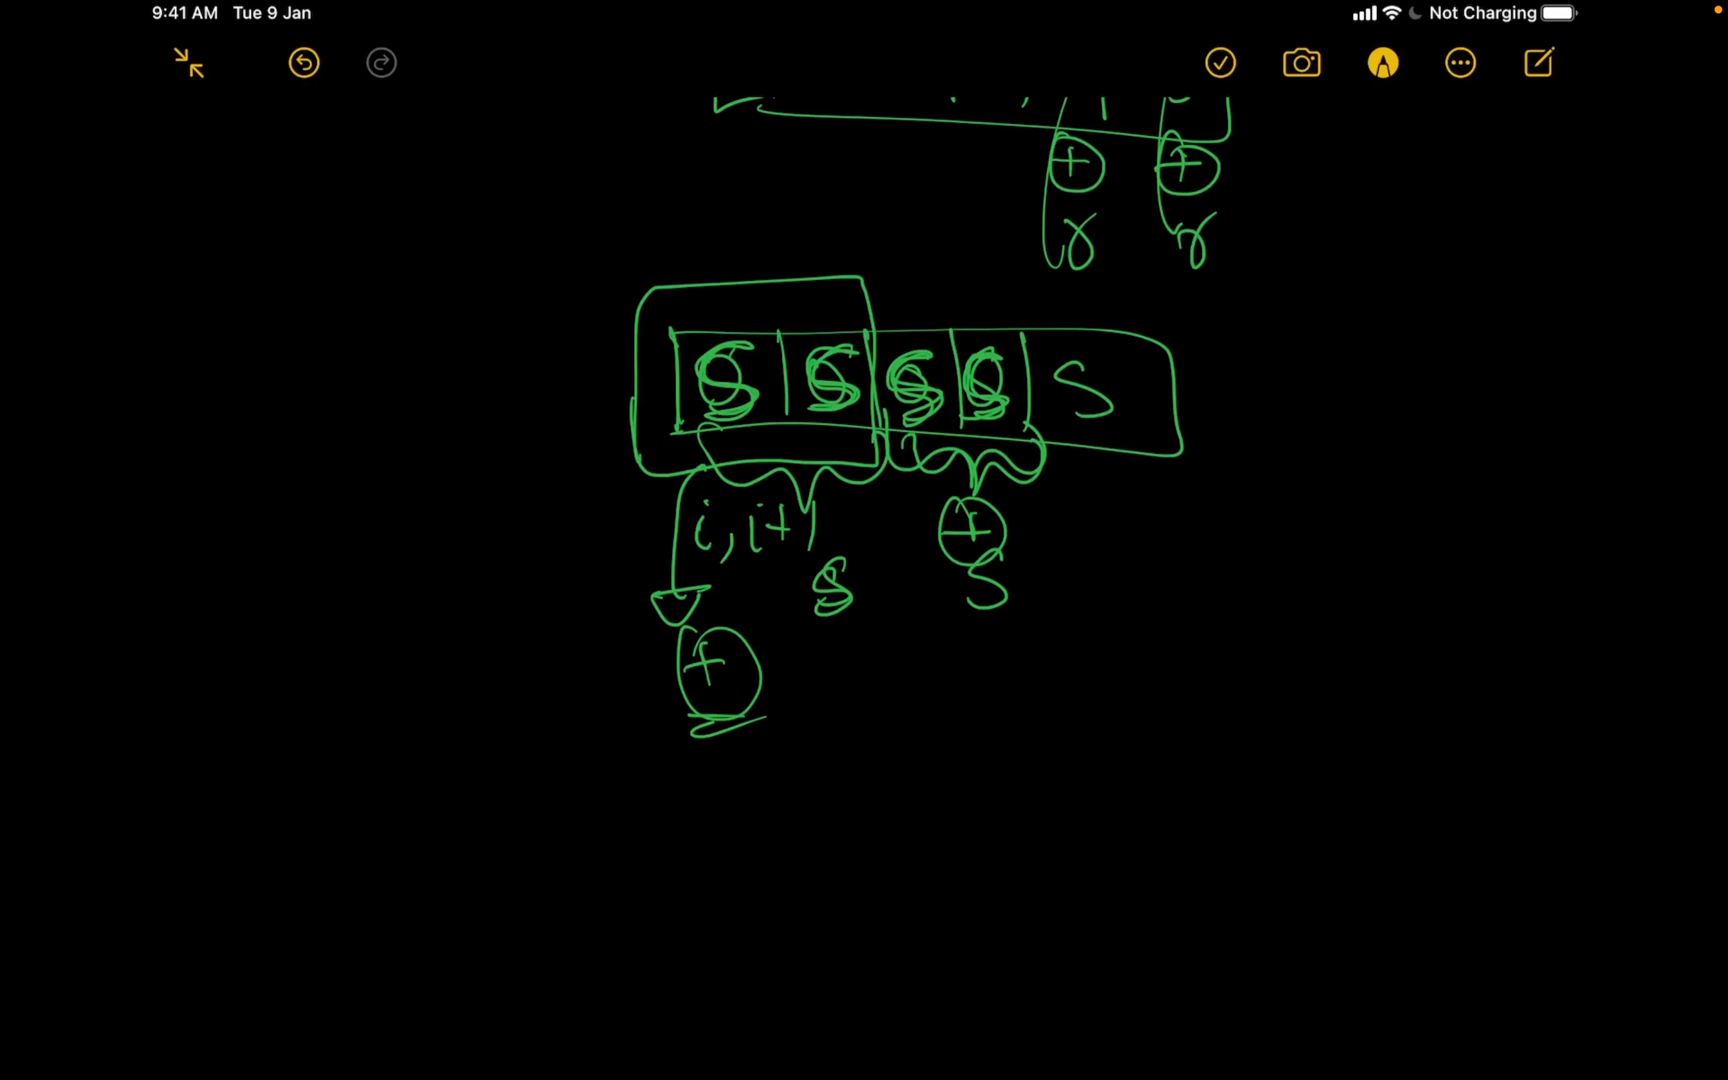 9:41 AM Tue 9 Jan Not Charging
+ +
γ γ
S S S S S
i, i+1 +
S S
+